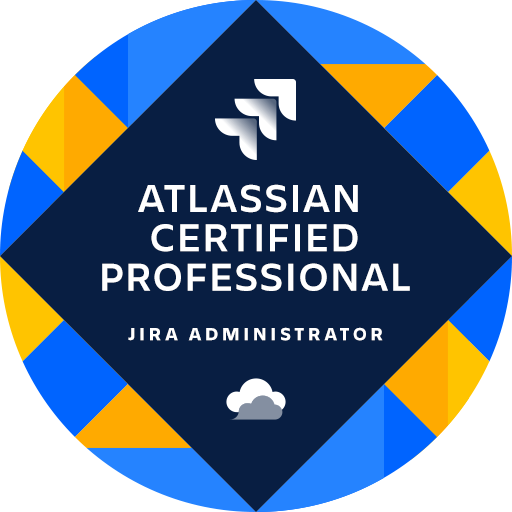 ATLASSIAN
CERTIFIED
PROFESSIONAL
JIRA ADMINISTRATOR